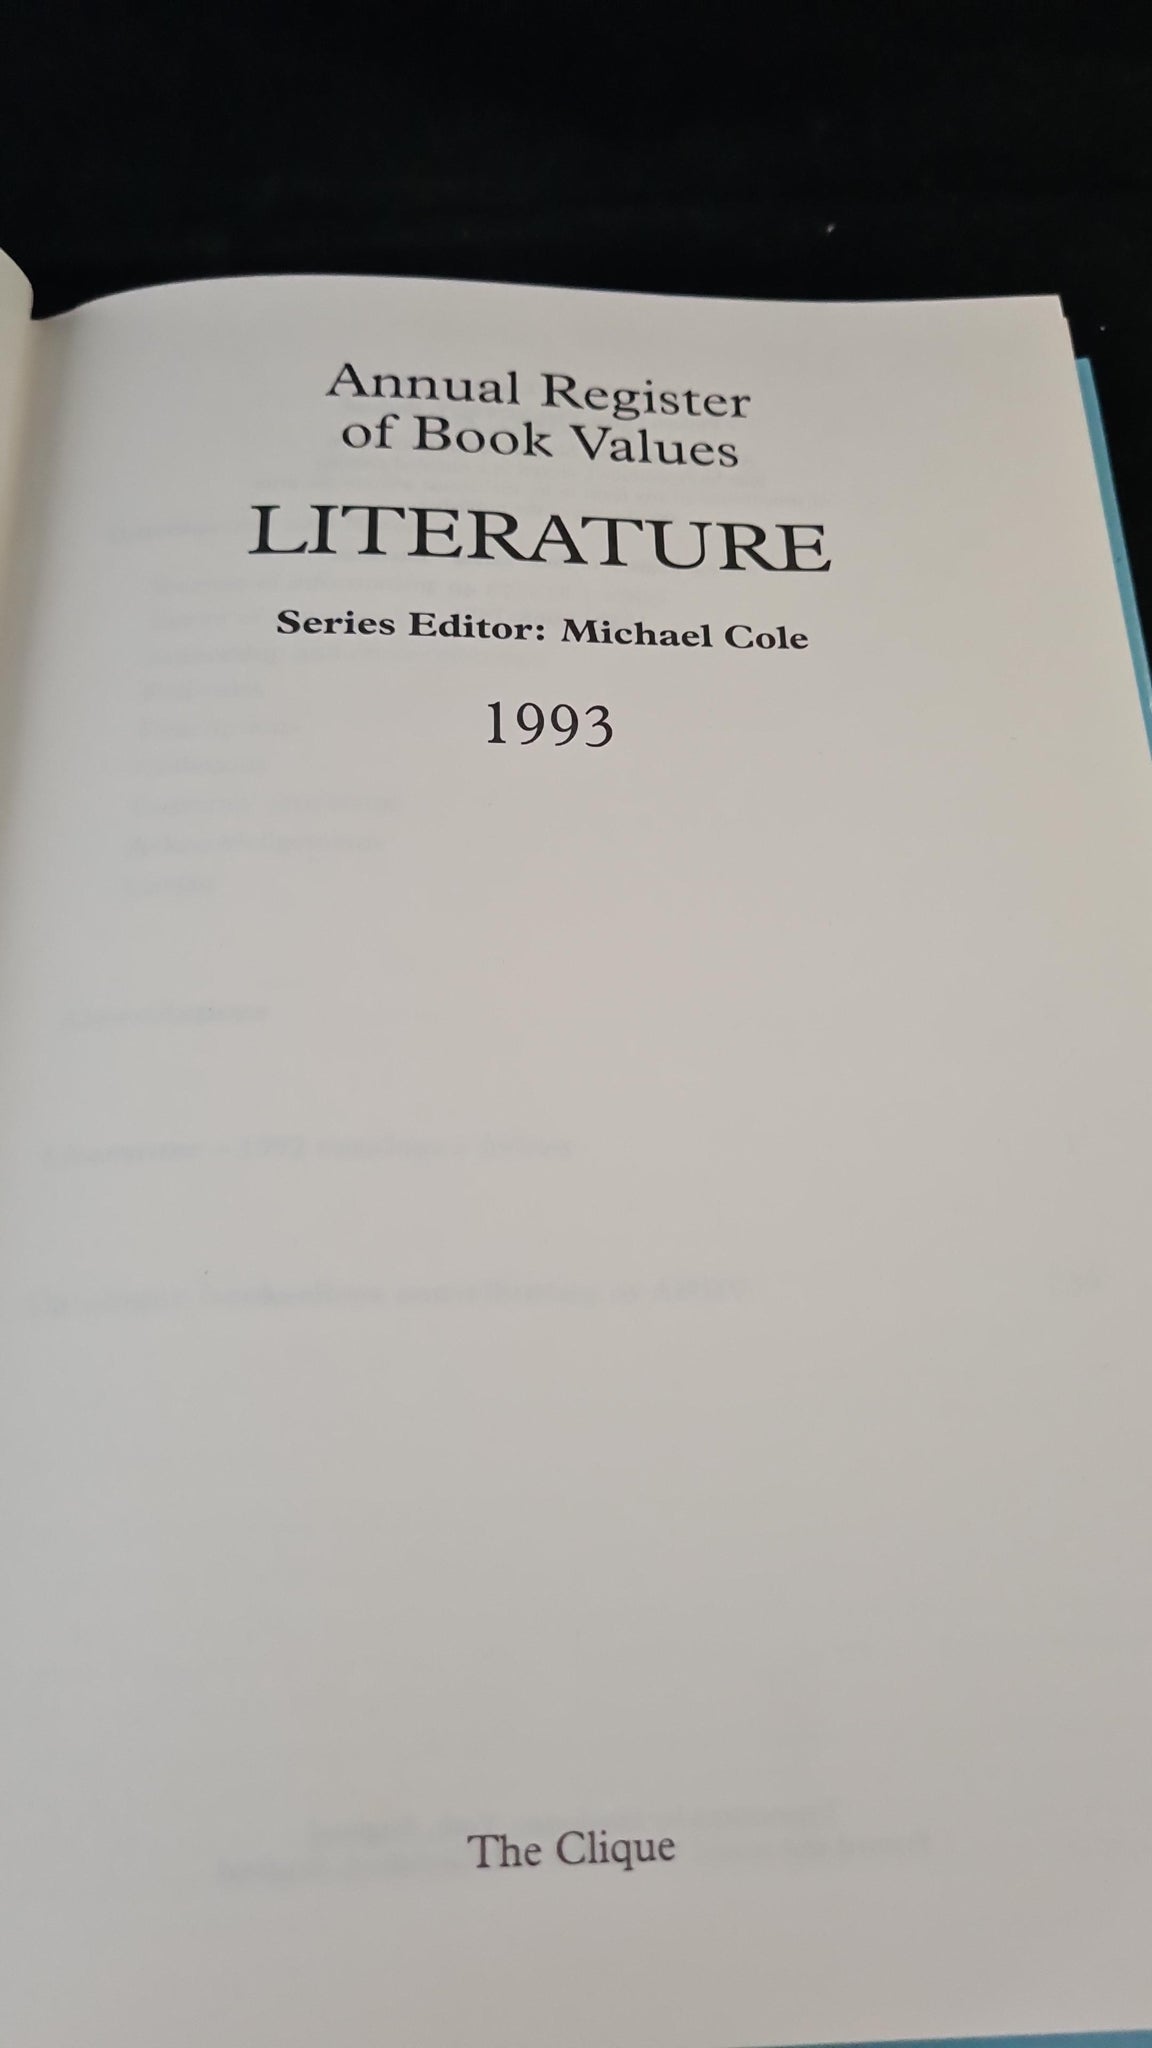 Annual Register
of Book Values
LITERATURE
Series Editor: Michael Cole
1993
The Clique